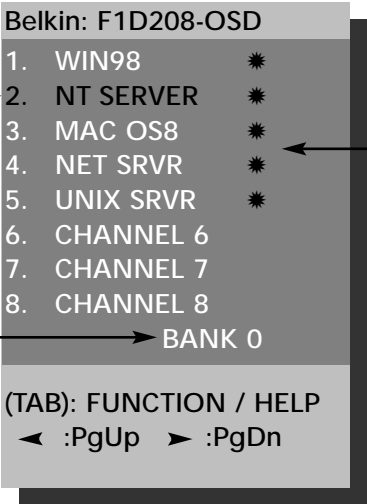 Belkin: F1D208-OSD
1. WIN98 ✹
2. NT SERVER ✹
3. MAC OS8 ✹
4. NET SRVR ✹
5. UNIX SRVR ✹
6. CHANNEL 6
7. CHANNEL 7
8. CHANNEL 8
BANK 0
(TAB): FUNCTION / HELP
◄ :PgUp ► :PgDn